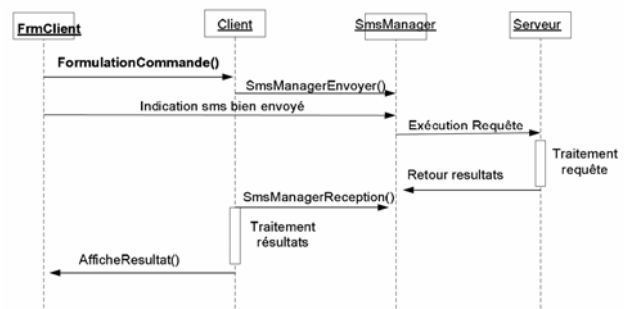 FrmClient
Client
SmsManager
Serveur
FormulationCommande()
SmsManagerEnvoyer()
Indication sms bien envoyé
Exécution Requête
Traitement
requête
Retour resultats
SmsManagerReception()
Traitement
résultats
AfficheResultat()